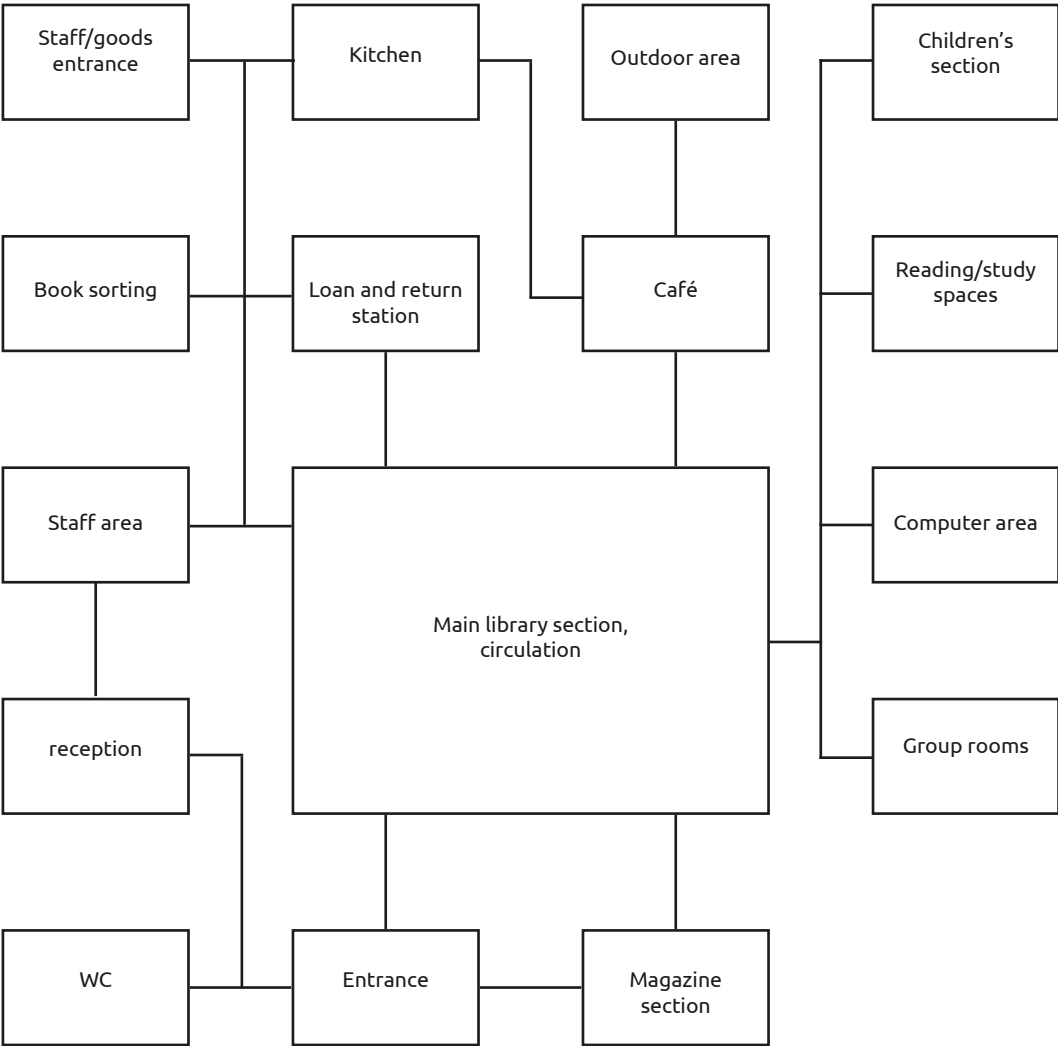 Staff/goods
entrance
Kitchen
Outdoor area
Children’s
section
Book sorting
Loan and return
station
Café
Reading/study
spaces
Staff area
Main library section,
circulation
Computer area
reception
Group rooms
WC
Entrance
Magazine
section